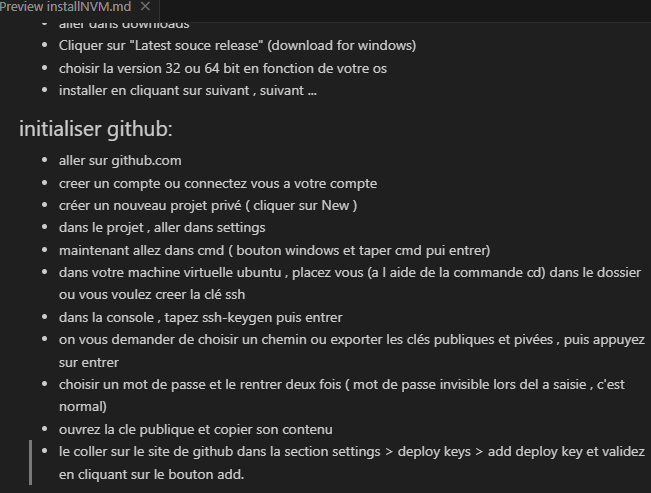 Preview installNVM.md
aller dans downloads
Cliquer sur "Latest souce release" (download for windows)
choisir la version 32 ou 64 bit en fonction de votre os
installer en cliquant sur suivant , suivant ...
initialiser github:
aller sur github.com
creer un compte ou connectez vous a votre compte
créer un nouveau projet privé ( cliquer sur New )
dans le projet , aller dans settings
maintenant allez dans cmd ( bouton windows et taper cmd pui entrer)
dans votre machine virtuelle ubuntu , placez vous (a l aide de la commande cd) dans le dossier
ou vous voulez creer la clé ssh
dans la console , tapez ssh-keygen puis entrer
on vous demander de choisir un chemin ou exporter les clés publiques et pivées , puis appuyez
sur entrer
choisir un mot de passe et le rentrer deux fois ( mot de passe invisible lors del a saisie , c'est
normal)
ouvrez la cle publique et copier son contenu
le coller sur le site de github dans la section settings > deploy keys > add deploy key et validez
en cliquant sur le bouton add.